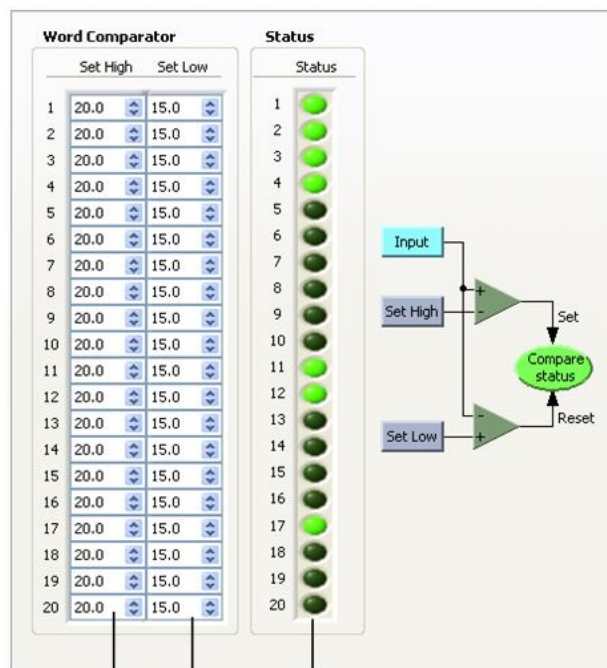 Word Comparator Status
Set High Set Low Status
1 20.0 15.0 1
2 20.0 15.0 2
3 20.0 15.0 3
4 20.0 15.0 4
5 20.0 15.0 5
6 20.0 15.0 6
7 20.0 15.0 7
8 20.0 15.0 8
9 20.0 15.0 9
10 20.0 15.0 10
11 20.0 15.0 11
12 20.0 15.0 12
13 20.0 15.0 13
14 20.0 15.0 14
15 20.0 15.0 15
16 20.0 15.0 16
17 20.0 15.0 17
18 20.0 15.0 18
19 20.0 15.0 19
20 20.0 15.0 20
Input
+
Set High -
Set
Compare
status
-
Set Low +
Reset